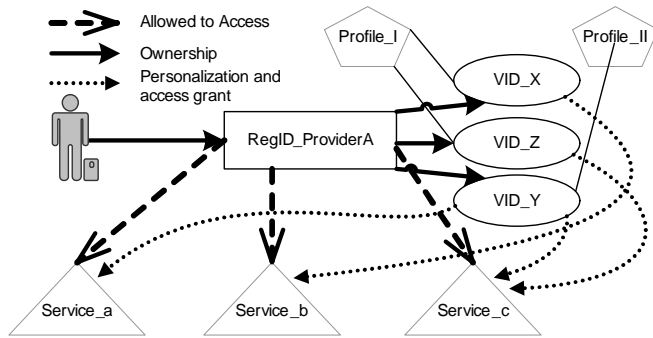 Allowed to Access
Ownership
Personalization and
access grant
Profile_I
Profile_II
VID_X
RegID_ProviderA
VID_Z
VID_Y
Service_a
Service_b
Service_c